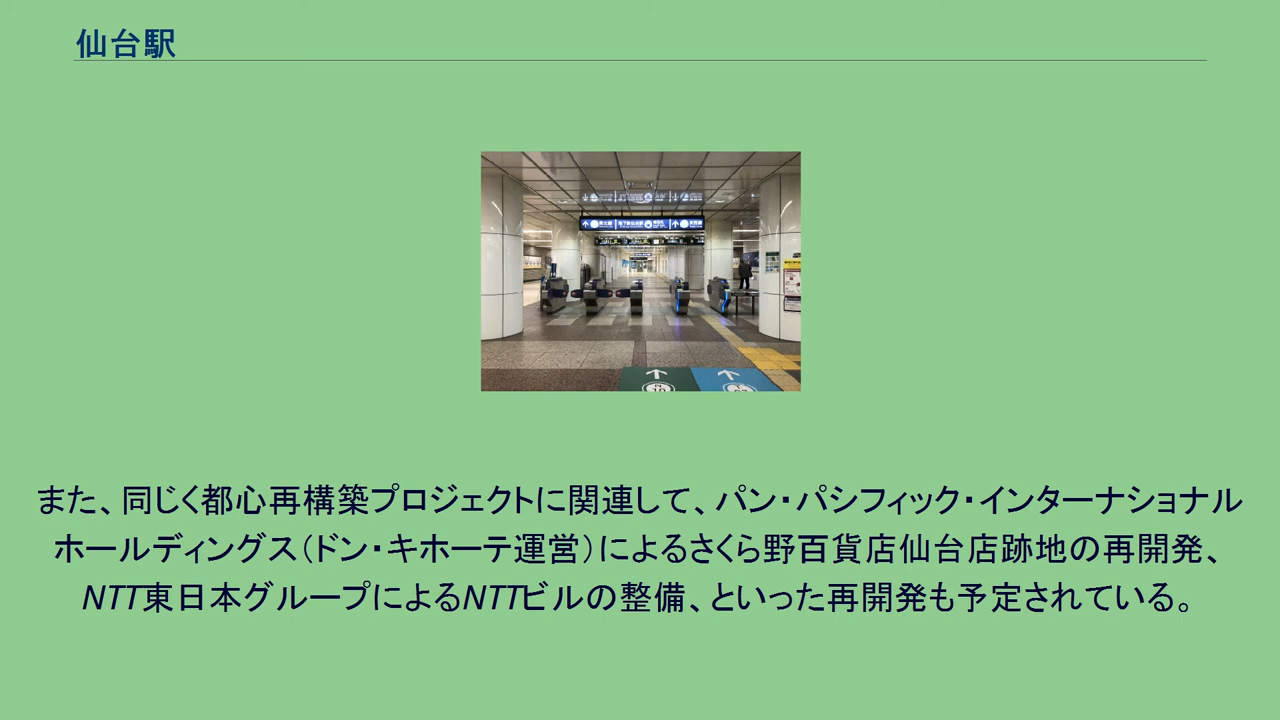 仙台駅
また、同じく都心再構築プロジェクトに関連して、パン・パシフィック・インターナショナル
ホールディングス（ドン・キホーテ運営）によるさくら野百貨店仙台店跡地の再開発、
NTT東日本グループによるNTTビルの整備、といった再開発も予定されている。